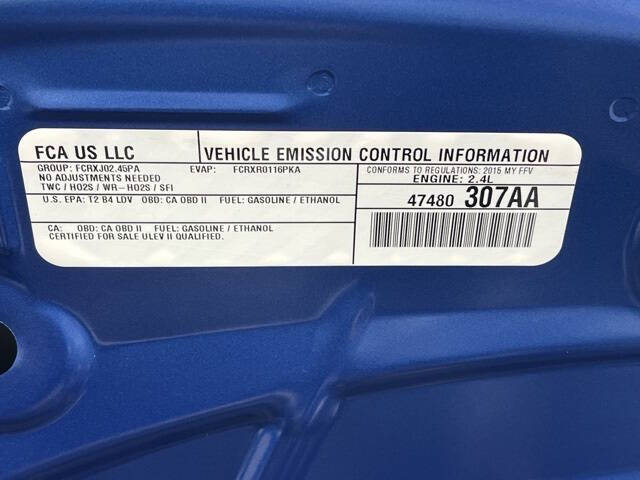 FCA US LLC
VEHICLE EMISSION CONTROL INFORMATION
GROUP: FCRXJ02.45PA EVAP: FCRXR0116PKA
NO ADJUSTMENTS NEEDED
TWC / HO2S / WR-HO2S / SFI
CONFORMS TO REGULATIONS: 2015 MY FFV
ENGINE: 2.4L
U.S. EPA: T2 B4 LDV OBD: CA OBD II FUEL: GASOLINE / ETHANOL
47480 307AA
CA: OBD: CA OBD II FUEL: GASOLINE / ETHANOL
CERTIFIED FOR SALE ULEV II QUALIFIED.